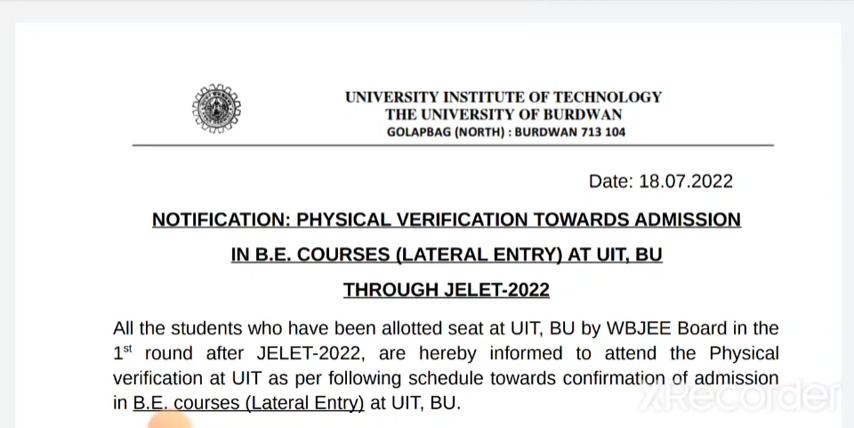 UNIVERSITY INSTITUTE OF TECHNOLOGY
THE UNIVERSITY OF BURDWAN
GOLAPBAG (NORTH) : BURDWAN 713 104
Date: 18.07.2022
NOTIFICATION: PHYSICAL VERIFICATION TOWARDS ADMISSION
IN B.E. COURSES (LATERAL ENTRY) AT UIT, BU
THROUGH JELET-2022
All the students who have been allotted seat at UIT, BU by WBJEE Board in the
1st round after JELET-2022, are hereby informed to attend the Physical
verification at UIT as per following schedule towards confirmation of admission
in B.E. courses (Lateral Entry) at UIT, BU.
XRecorder